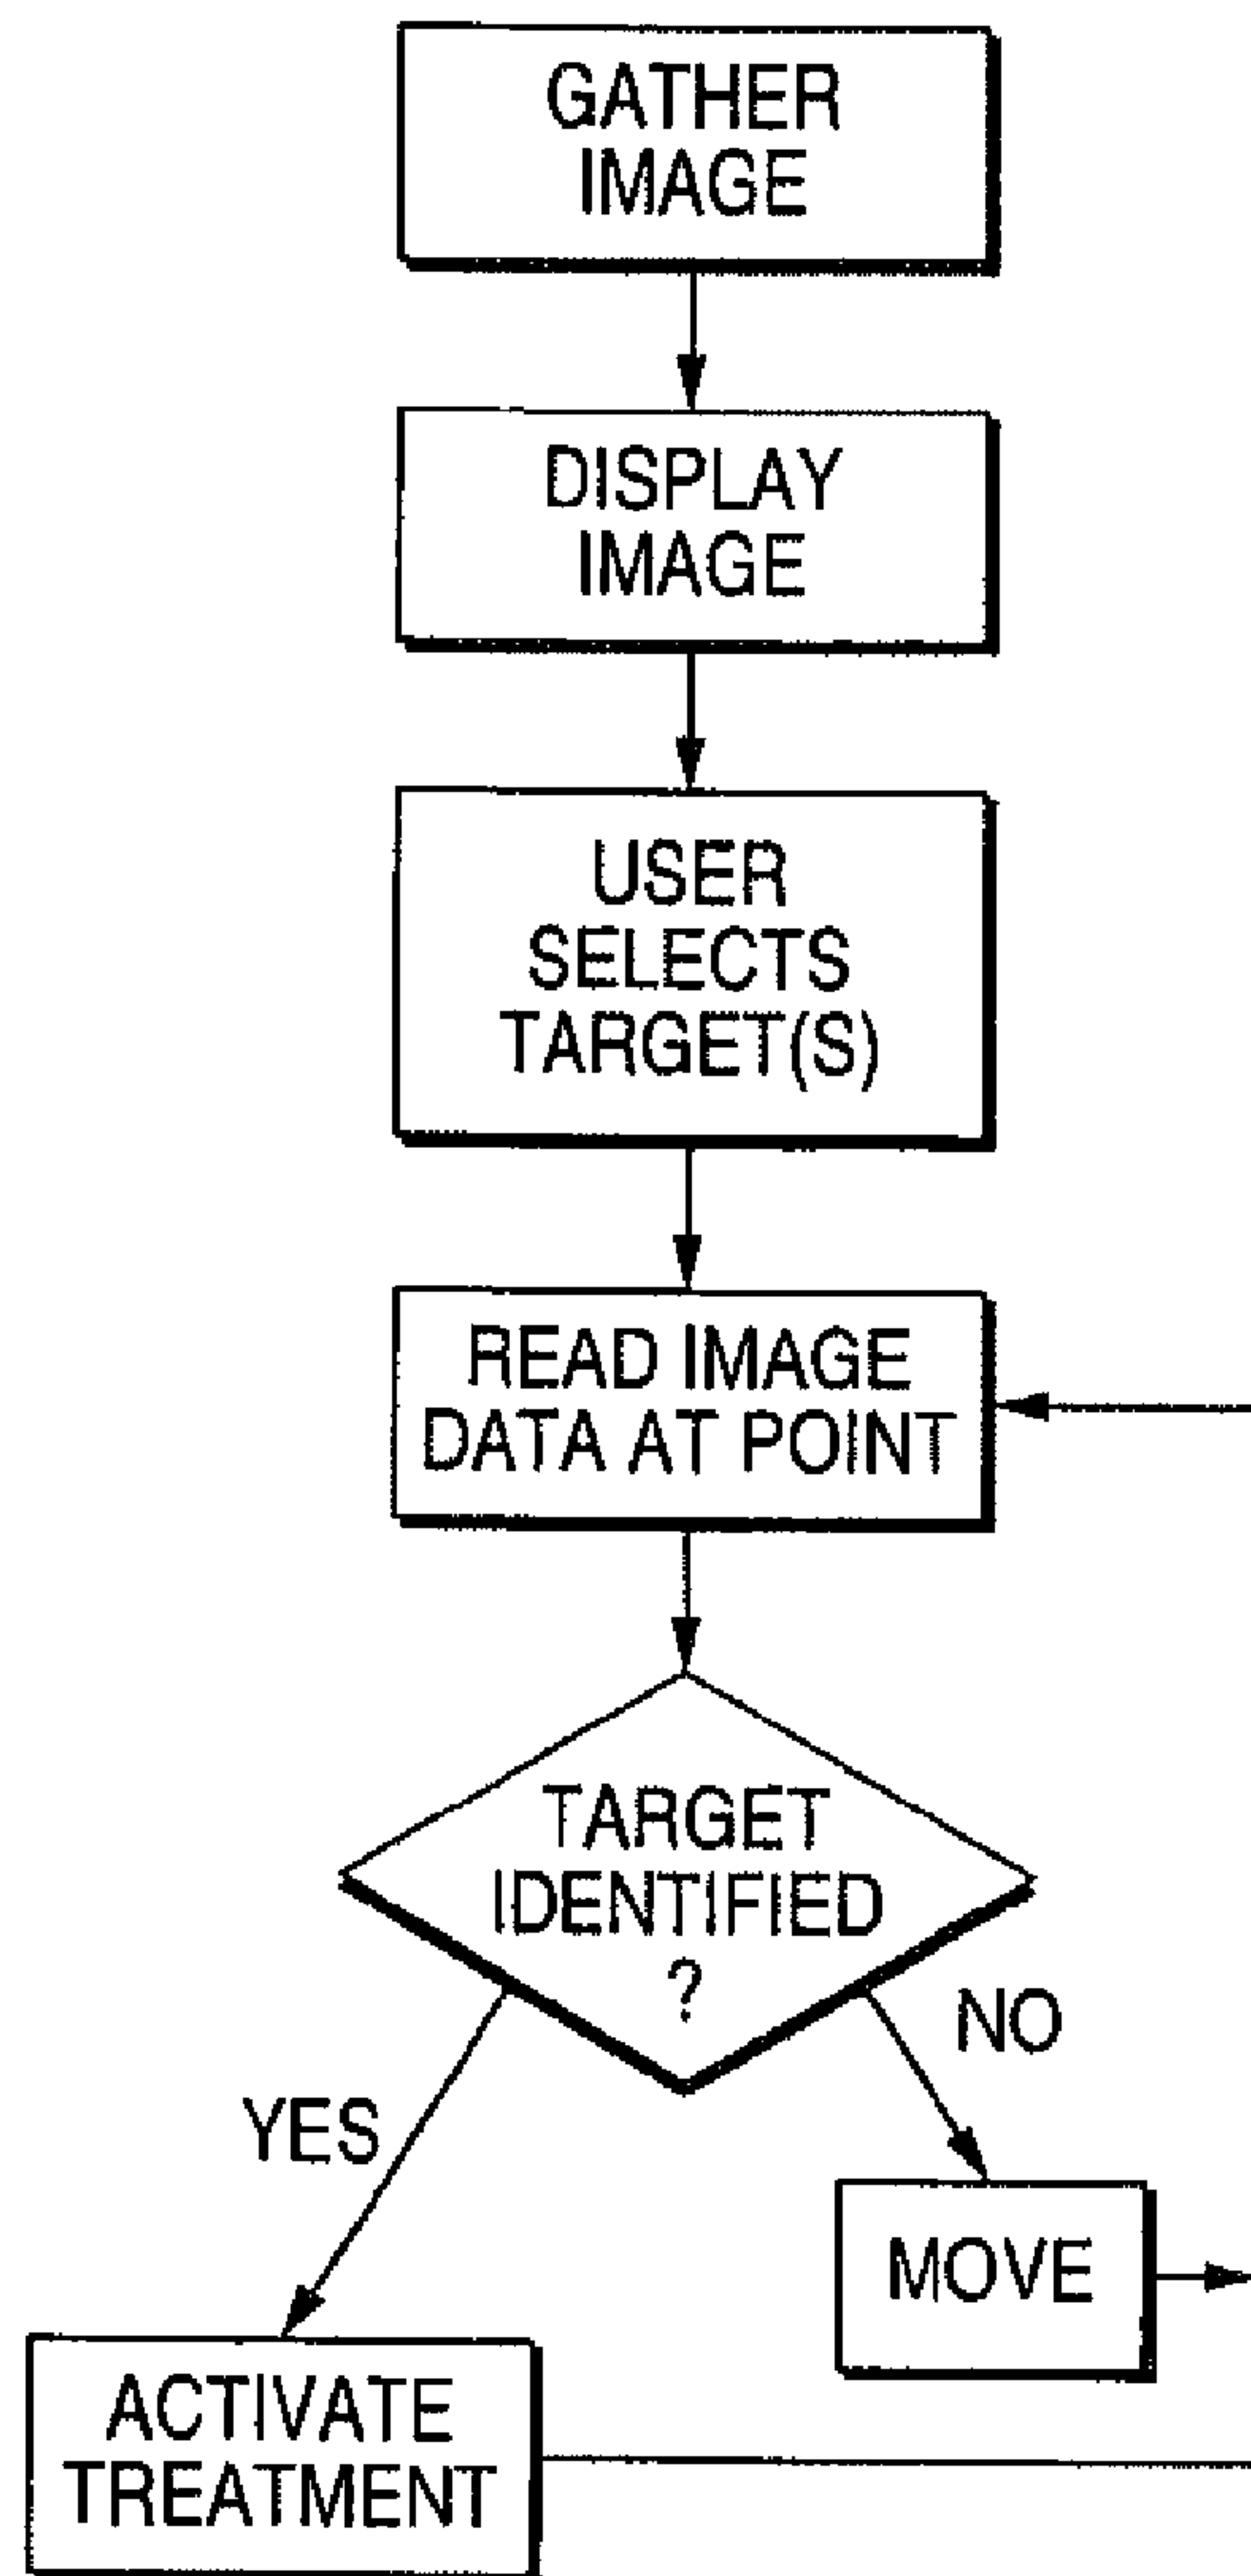 GATHER
IMAGE
DISPLAY
IMAGE
USER
SELECTS
TARGET(S)
READ IMAGE
DATA AT POINT
TARGET
IDENTIFIED
?
NO
YES
MOVE
ACTIVATE
TREATMENT